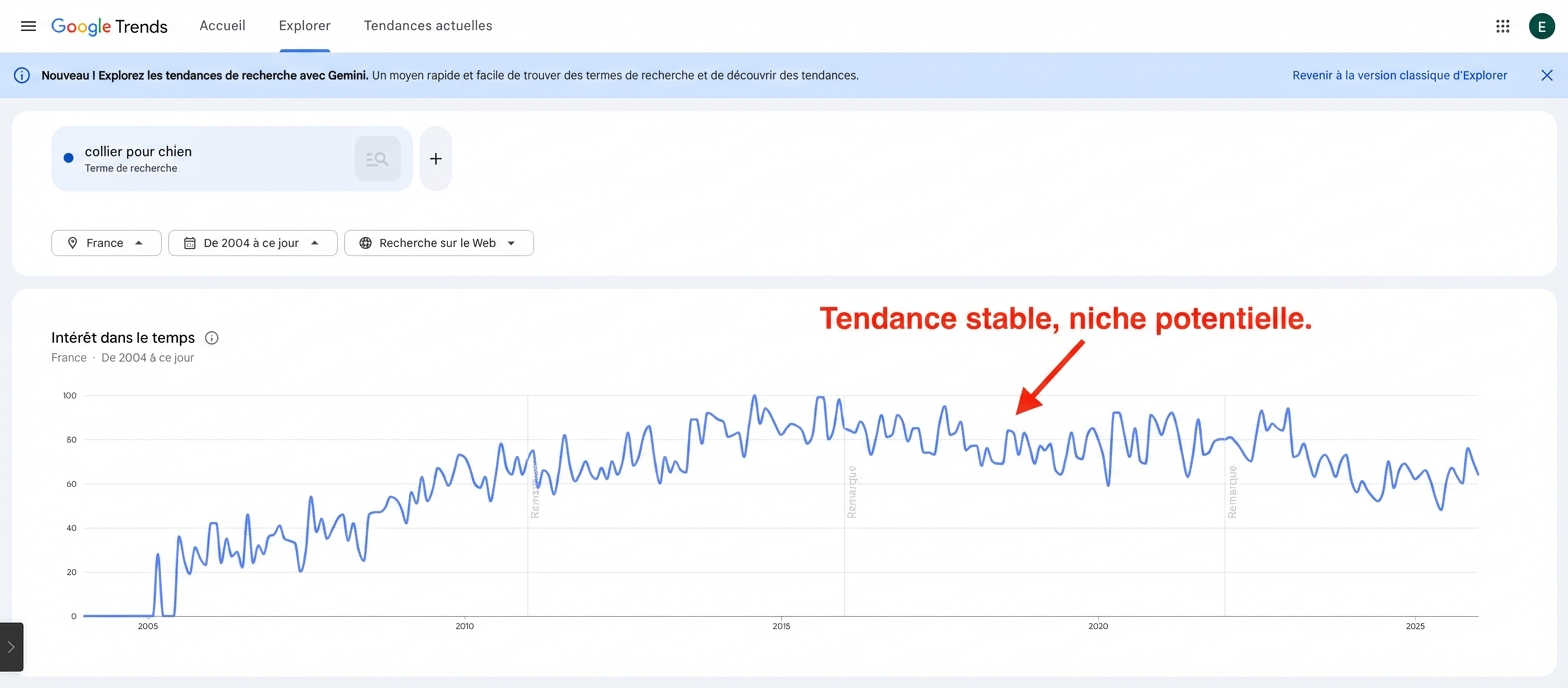 Google Trends
Accueil
Explorer
Tendances actuelles
E
Nouveau ! Explorez les tendances de recherche avec Gemini. Un moyen rapide et facile de trouver des termes de recherche et de découvrir des tendances.
Revenir à la version classique d'Explorer
collier pour chien
Terme de recherche
+
France
De 2004 à ce jour
Recherche sur le Web
Tendance stable, niche potentielle.
Intérêt dans le temps
France · De 2004 à ce jour
100
80
60
40
20
0
Remarque
Remarque
Remarque
2005
2010
2015
2020
2025